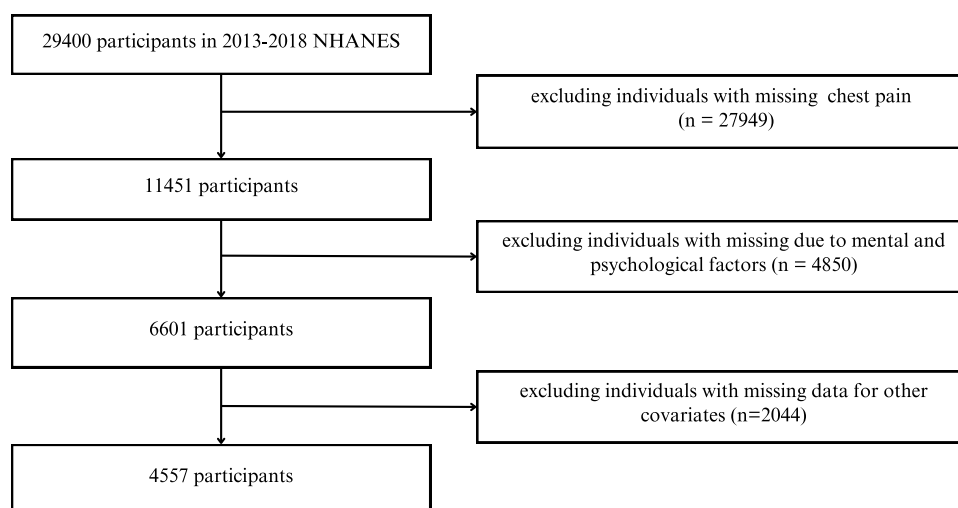 29400 participants in 2013-2018 NHANES
excluding individuals with missing chest pain
(n = 27949)
11451 participants
excluding individuals with missing due to mental and
psychological factors (n = 4850)
6601 participants
excluding individuals with missing data for other
covariates (n=2044)
4557 participants